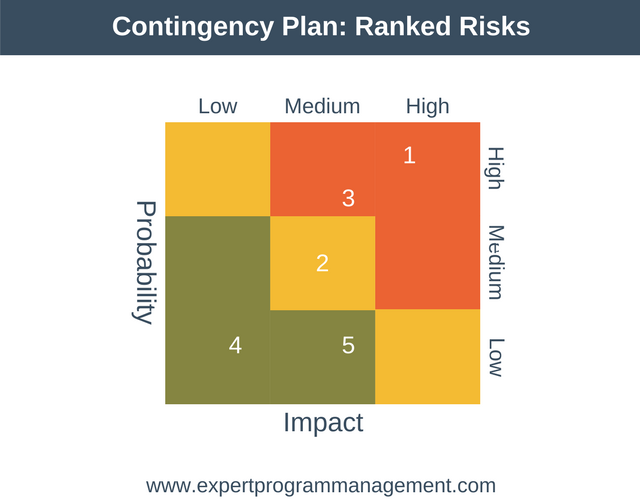 Contingency Plan: Ranked Risks
Low Medium High
1
High
3
Probability
Medium
2
4
5
Low
Impact
www.expertprogrammanagement.com